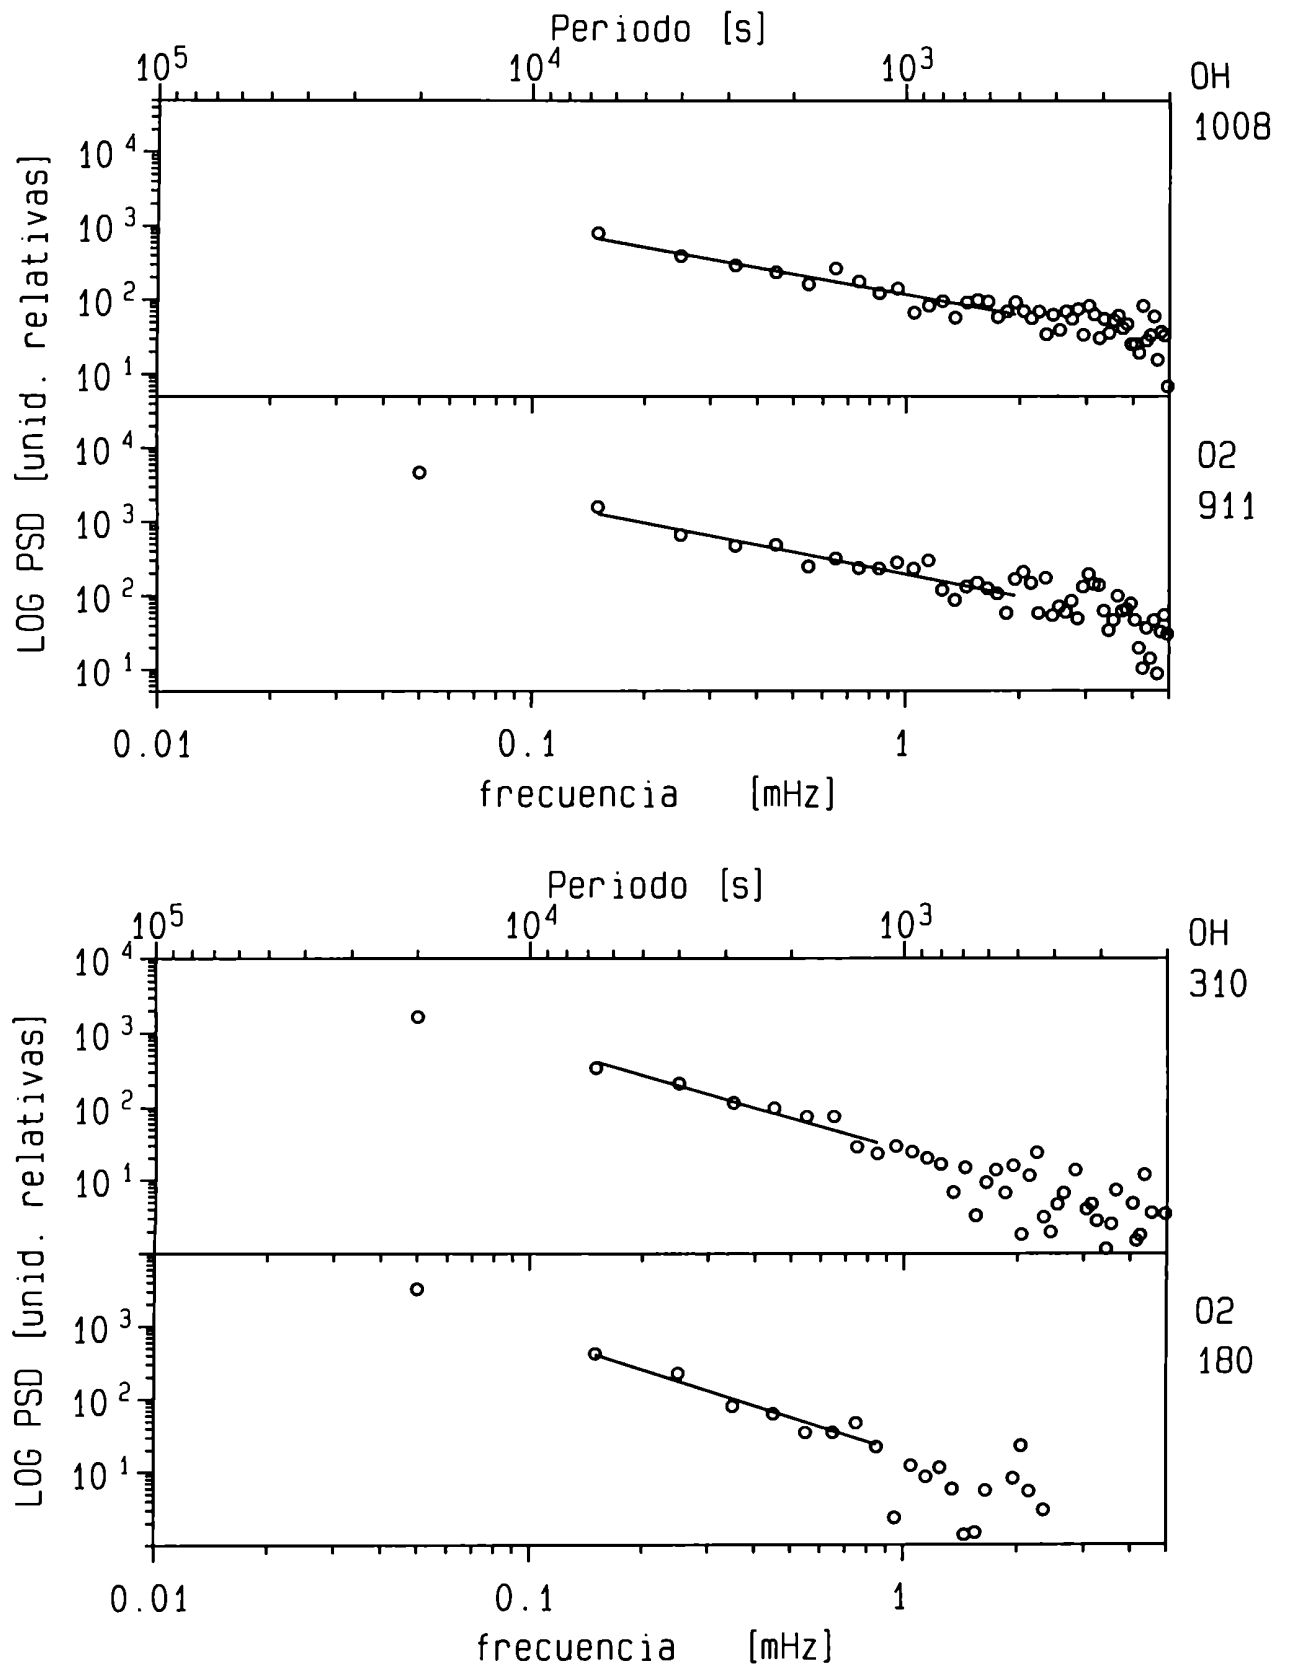 Periodo [s]
10^5 10^4 10^3
OH
1008
LOG PSD [unid. relativas]
10^4
10^3
10^2
10^1
O2
911
10^4
10^3
10^2
10^1
0.01 0.1 1
frecuencia [mHz]
Periodo [s]
10^5 10^4 10^3
OH
310
LOG PSD [unid. relativas]
10^4
10^3
10^2
10^1
O2
180
10^3
10^2
10^1
0.01 0.1 1
frecuencia [mHz]